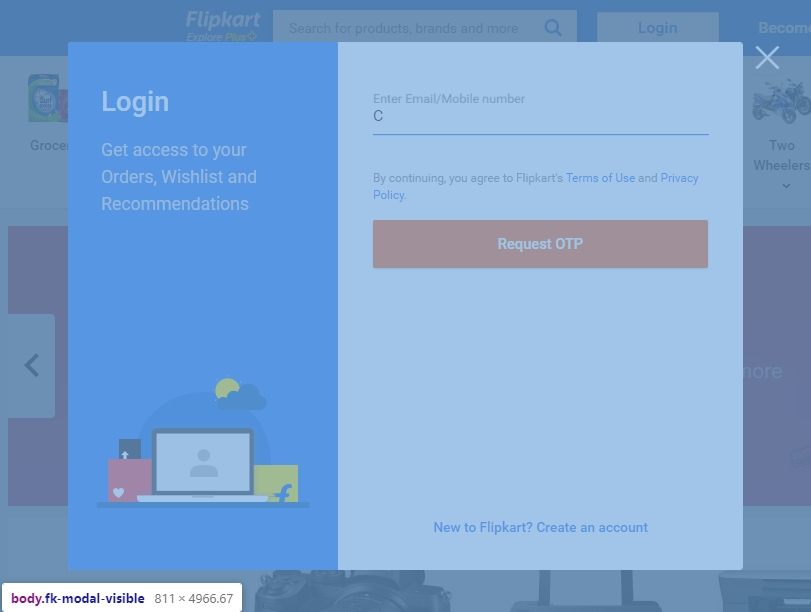 Flipkart
Explore Plus
Search for products, brands and more
Login
Become
Login
Get access to your
Orders, Wishlist and
Recommendations
Enter Email/Mobile number
C
By continuing, you agree to Flipkart's Terms of Use and Privacy
Policy.
Request OTP
New to Flipkart? Create an account
Grocer
Two
Wheelers
more
body.fk-modal-visible 811 × 4966.67